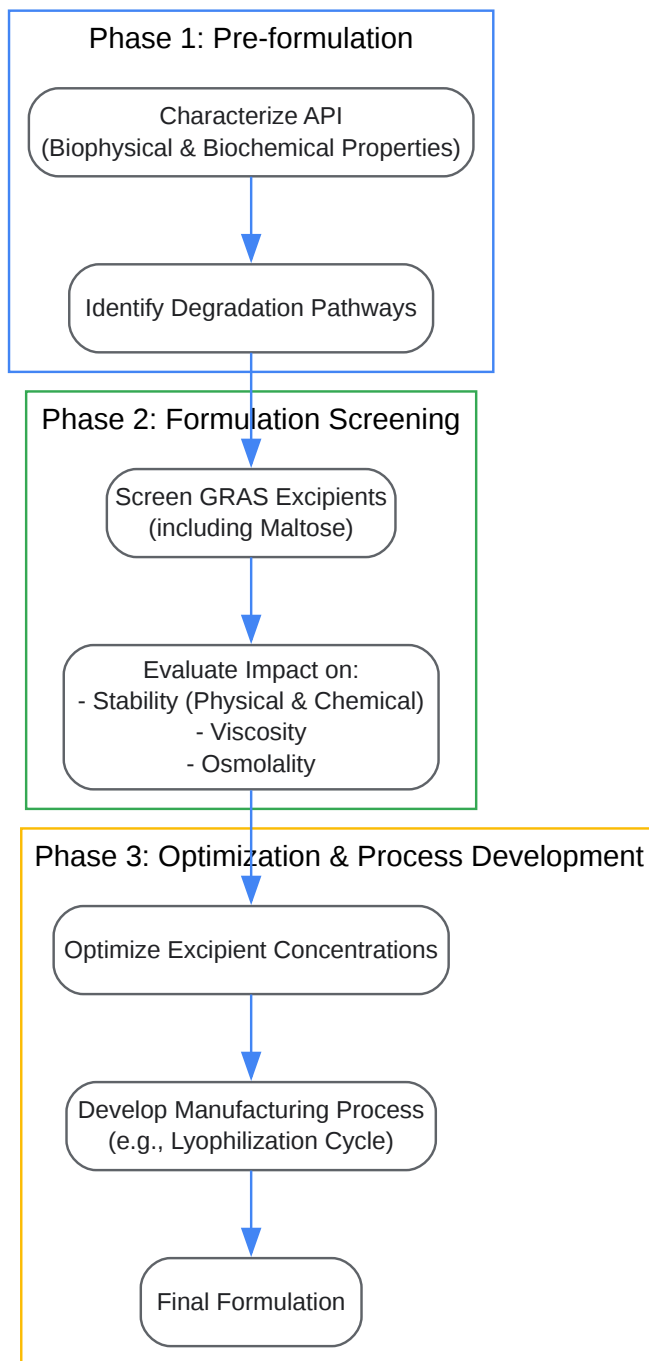 Phase 1: Pre-formulation
Characterize API
(Biophysical & Biochemical Properties)
Identify Degradation Pathways
Phase 2: Formulation Screening
Screen GRAS Excipients
(including Maltose)
Evaluate Impact on:
- Stability (Physical & Chemical)
- Viscosity
- Osmolality
Phase 3: Optimization & Process Development
Optimize Excipient Concentrations
Develop Manufacturing Process
(e.g., Lyophilization Cycle)
Final Formulation